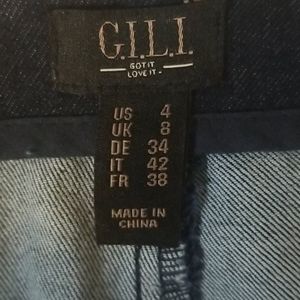 G.I.L.I.
GOT IT
LOVE IT
US 4
UK 8
DE 34
IT 42
FR 38
MADE IN
CHINA